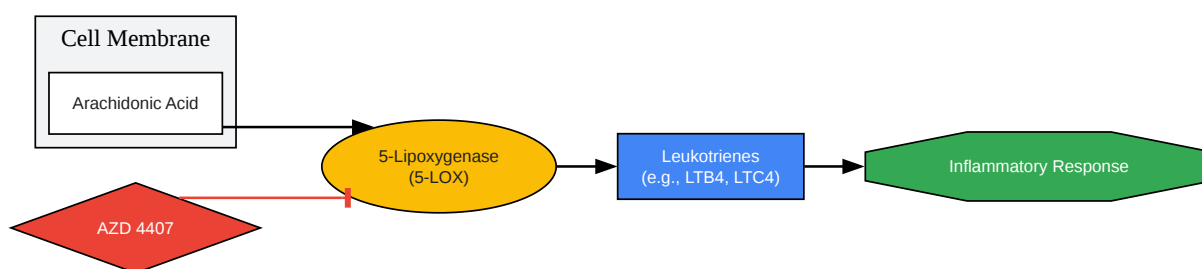 Cell Membrane
Arachidonic Acid
5-Lipoxygenase
(5-LOX)
Leukotrienes
(e.g., LTB4, LTC4)
Inflammatory Response
AZD 4407